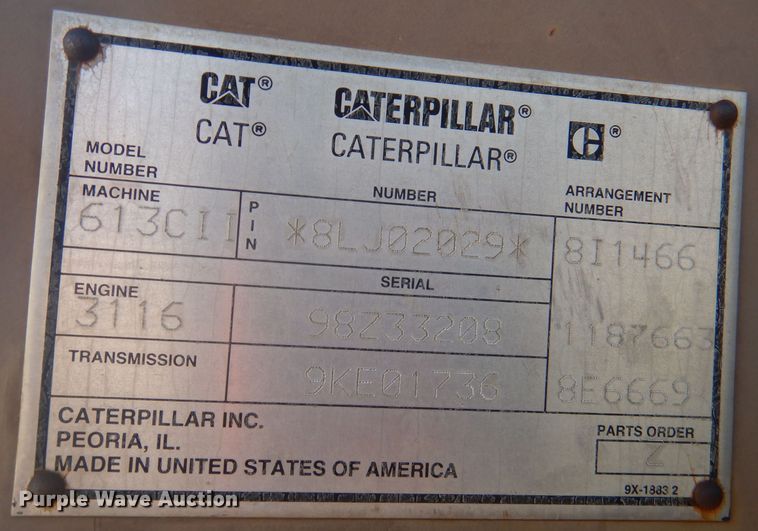 CAT® CATERPILLAR® ®
CAT® CATERPILLAR®
MODEL NUMBER NUMBER ARRANGEMENT NUMBER
MACHINE 613CII PIN *8LJ02029* 8I1466
SERIAL
ENGINE 3116 98Z33208 1187663
TRANSMISSION 9KE01736 8E6669
CATERPILLAR INC.
PEORIA, IL.
MADE IN UNITED STATES OF AMERICA
PARTS ORDER
Z
9X-1883 2
Purple Wave Auction